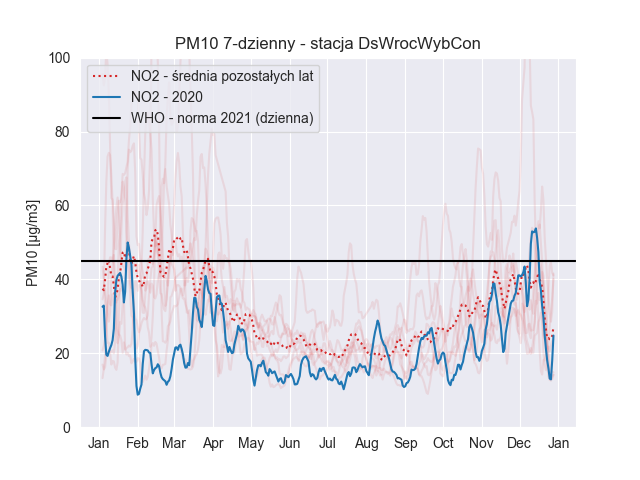 PM10 7-dzienny - stacja DsWrocWybCon
NO2 - średnia pozostałych lat
NO2 - 2020
WHO - norma 2021 (dzienna)
PM10 [µg/m3]
100
80
60
40
20
0
Jan Feb Mar Apr May Jun Jul Aug Sep Oct Nov Dec Jan